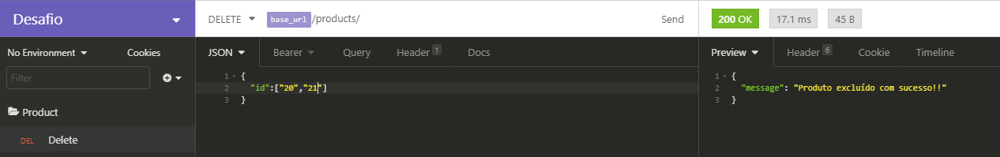 Desafio
DELETE base_url/products/ Send
200 OK 17.1 ms 45 B
No Environment Cookies
JSON Bearer Query Header 1 Docs
Preview Header 6 Cookie Timeline
Filter
1 {
2 "id":["20","21"]
3 }
1 {
2 "message": "Produto excluído com sucesso!!"
3 }
Product
DEL Delete